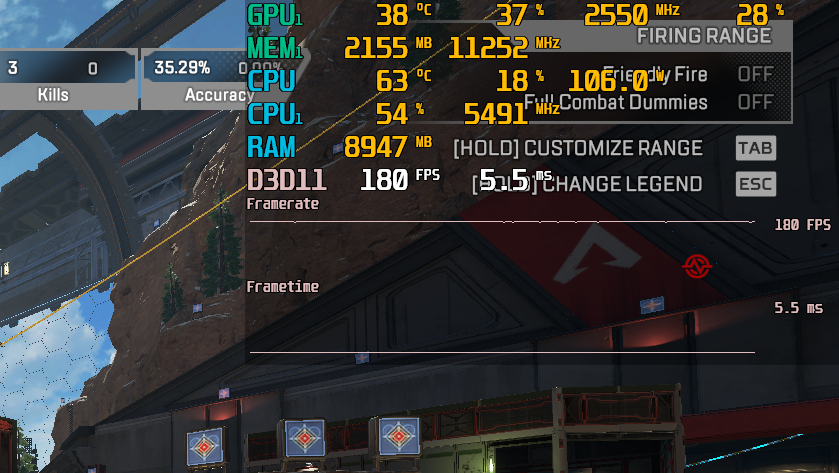 GPU1 38 °C 37 % 2550 MHz 28 %
FIRING RANGE
MEM1 2155 MB 11252 MHz
3 0 35.29% 0.00%
CPU 63 °C 18 % 106.0 W
Friendly Fire OFF
Kills Accuracy
CPU1 54 % 5491 MHz
Full Combat Dummies OFF
RAM 8947 MB
[HOLD] CUSTOMIZE RANGE TAB
D3D11 180 FPS 5.5 ms
[HOLD] CHANGE LEGEND ESC
Framerate
180 FPS
Frametime
5.5 ms